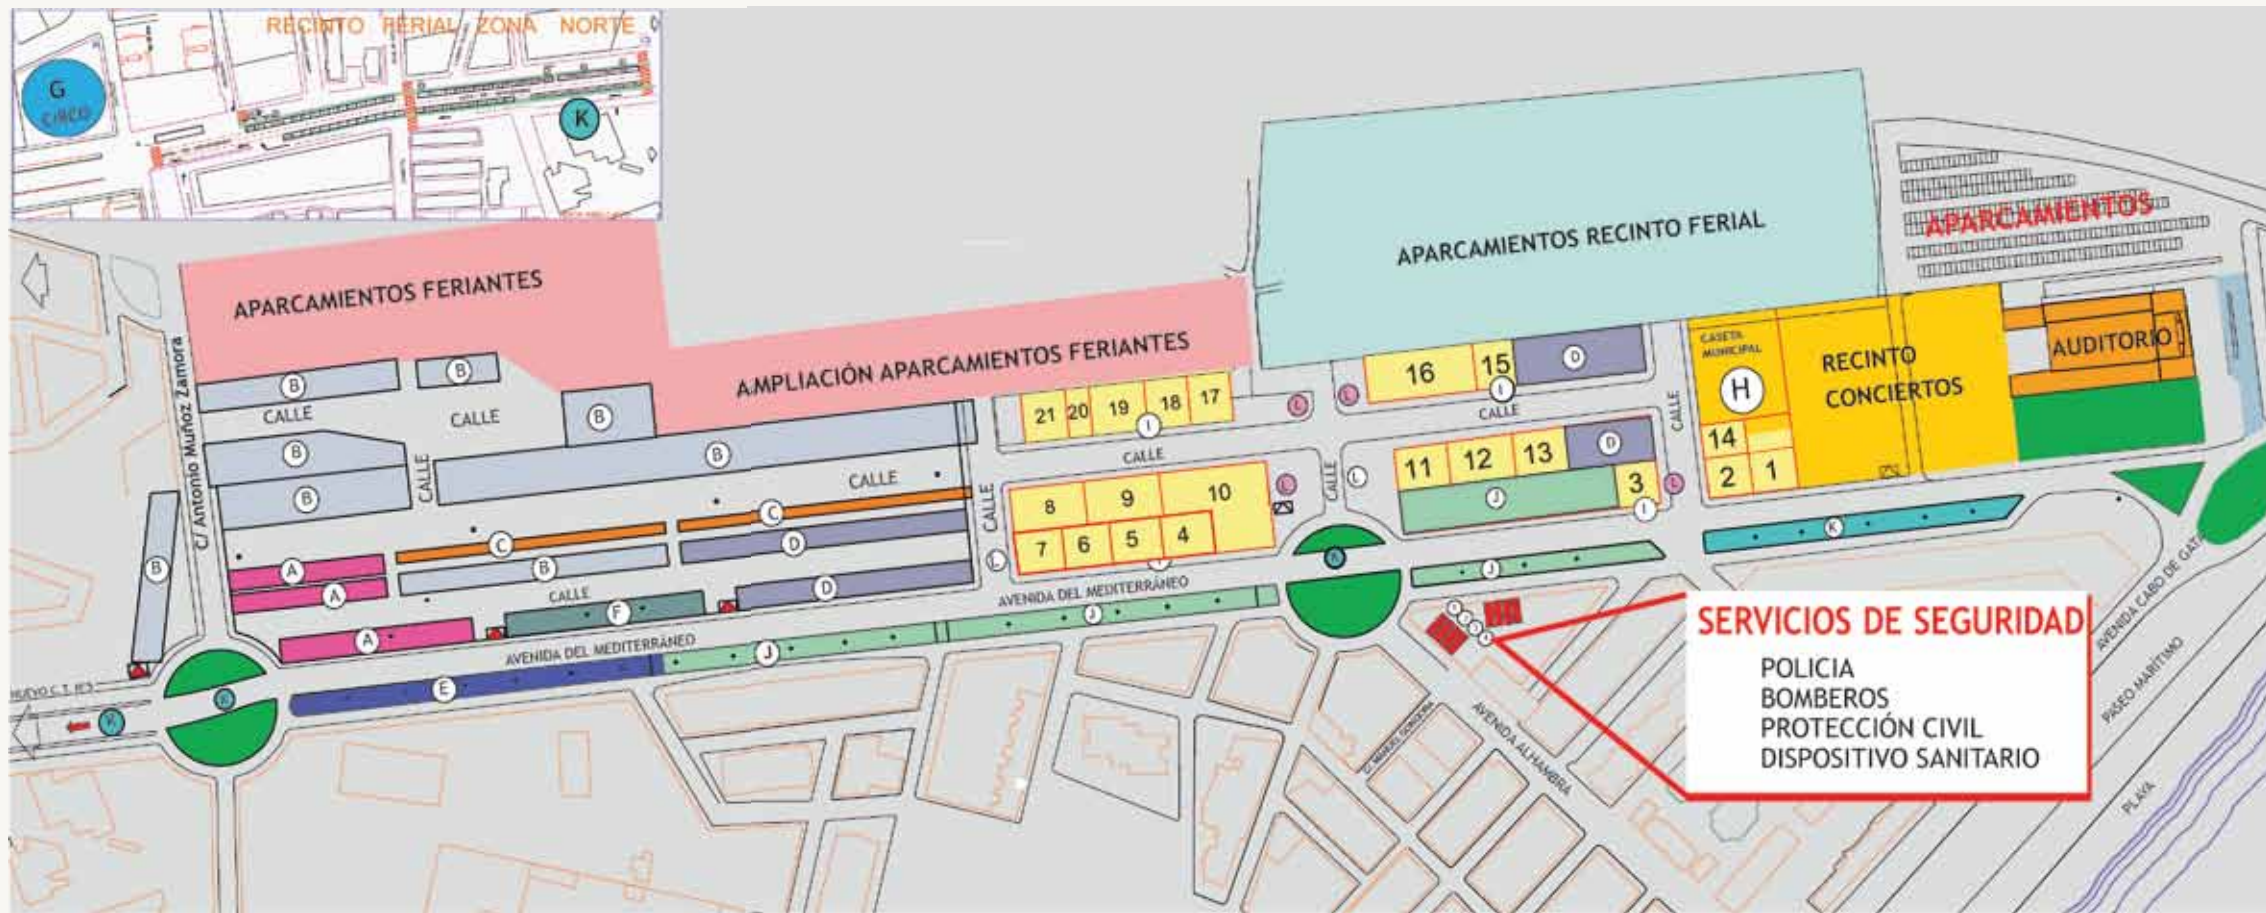 RECINTO FERIAL ZONA NORTE
G
CIRCO
K
APARCAMIENTOS FERIANTES
AMPLIACIÓN APARCAMIENTOS FERIANTES
APARCAMIENTOS RECINTO FERIAL
APARCAMIENTOS
CASETA
MUNICIPAL
H
RECINTO
CONCIERTOS
AUDITORIO
C/ Antonio Muñoz Zamora
B
B
CALLE
CALLE
B
B
B
B
B
CALLE
CALLE
21 20 19 18 17
I
L
L
16 15
D
I
CALLE
CALLE
CALLE
11 12 13
D
J
3
I
L
14
2 1
8 9 10
7 6 5 4
CALLE
L
L
CALLE
L
C
C
D
B
A
A
CALLE
F
D
A
AVENIDA DEL MEDITERRÁNEO
AVENIDA DEL MEDITERRÁNEO
E
J
J
J
K
K
K
K
SERVICIOS DE SEGURIDAD
POLICIA
BOMBEROS
PROTECCIÓN CIVIL
DISPOSITIVO SANITARIO
AVENIDA ALHAMBRA
AVENIDA CABO DE GATA
PASEO MARÍTIMO
PLAYA